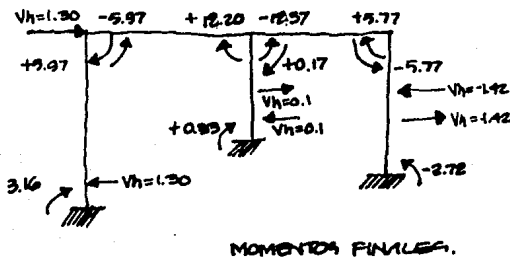 Vh=1.30
-5.97
+12.20
-12.37
+5.77
+5.97
+0.17
-5.77
Vh=0.1
Vh=-1.42
+0.83
Vh=0.1
Vh=1.42
3.16
Vh=1.30
-2.72
MOMENTOS FINALES.